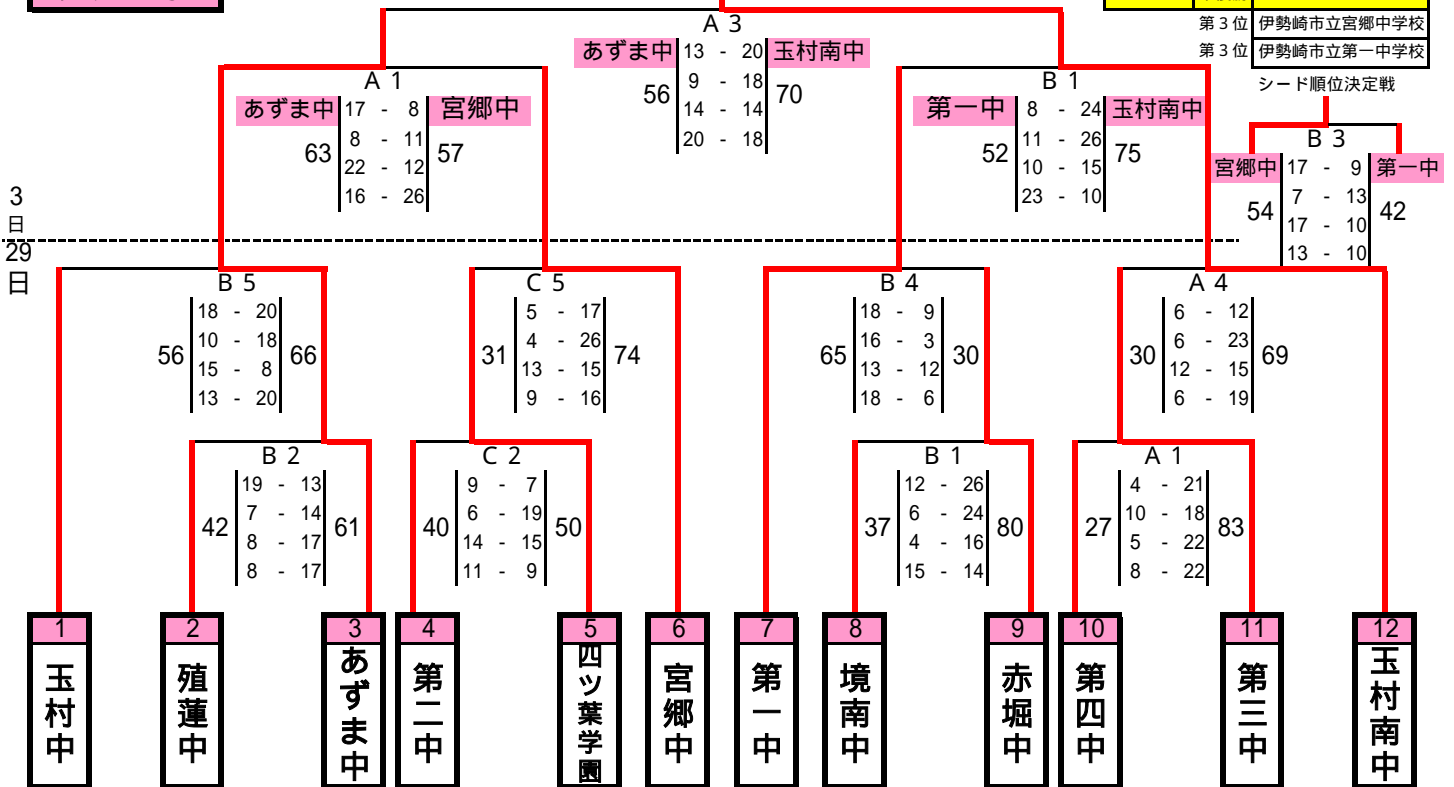 第３位 伊勢崎市立宮郷中学校
第３位 伊勢崎市立第一中学校
シード順位決定戦
A 3
あずま中 13 - 20 玉村南中
56 9 - 18 70
14 - 14
20 - 18
A 1
あずま中 17 - 8 宮郷中
63 8 - 11 57
22 - 12
16 - 26
B 1
第一中 8 - 24 玉村南中
52 11 - 26 75
10 - 15
23 - 10
B 3
宮郷中 17 - 9 第一中
54 7 - 13 42
17 - 10
13 - 10
3
日
29
日
B 5
18 - 20
56 10 - 18 66
15 - 8
13 - 20
C 5
5 - 17
31 4 - 26 74
13 - 15
9 - 16
B 4
18 - 9
65 16 - 3 30
13 - 12
18 - 6
A 4
6 - 12
30 6 - 23 69
12 - 15
6 - 19
B 2
19 - 13
42 7 - 14 61
8 - 17
8 - 17
C 2
9 - 7
40 6 - 19 50
14 - 15
11 - 9
B 1
12 - 26
37 6 - 24 80
4 - 16
15 - 14
A 1
4 - 21
27 10 - 18 83
5 - 22
8 - 22
1 2 3 4 5 6 7 8 9 10 11 12
玉村中
殖蓮中
あずま中
第二中
四ツ葉学園
宮郷中
第一中
境南中
赤堀中
第四中
第三中
玉村南中